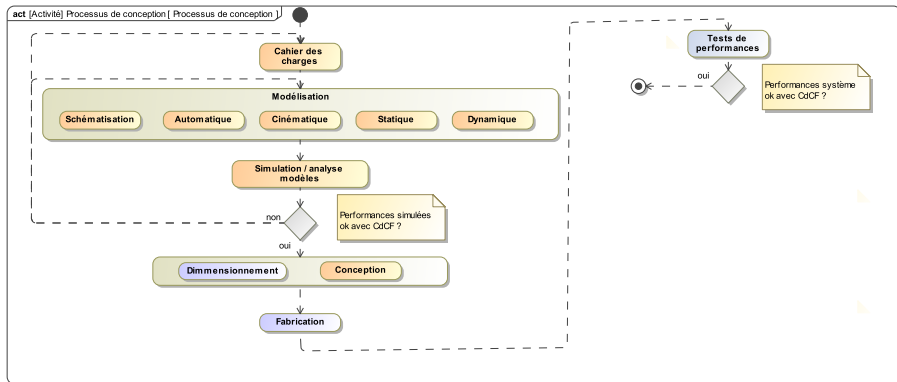 act [Activité] Processus de conception [ Processus de conception ]
Cahier des
charges
Modélisation
Schématisation
Automatique
Cinématique
Statique
Dynamique
Simulation / analyse
modèles
non
Performances simulées
ok avec CdCF ?
oui
Dimmensionnement
Conception
Fabrication
Tests de
performances
oui
Performances système
ok avec CdCF ?